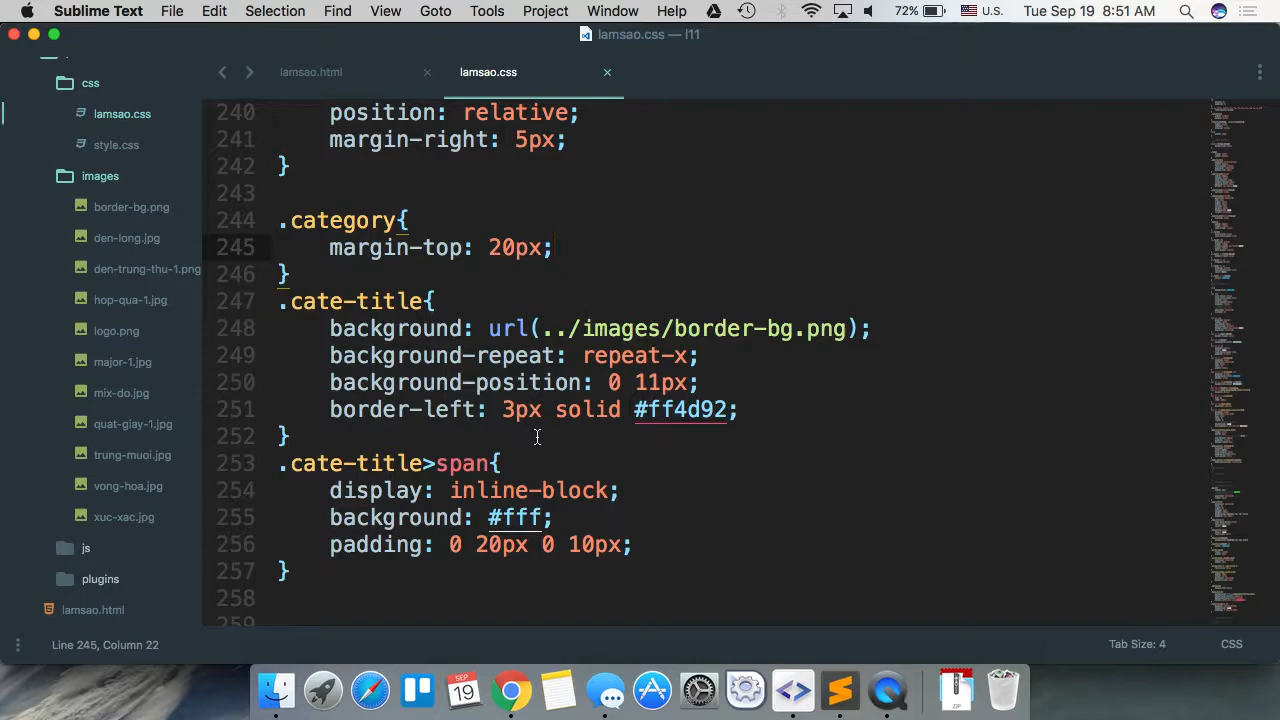 Sublime Text File Edit Selection Find View Goto Tools Project Window Help 72% U.S. Tue Sep 19 8:51 AM
lamsao.css — l11
lamsao.html × lamsao.css ×
css
lamsao.css
style.css
images
border-bg.png
den-long.jpg
den-trung-thu-1.png
hop-qua-1.jpg
logo.png
major-1.jpg
mix-do.jpg
quat-giay-1.jpg
trung-muoi.jpg
vong-hoa.jpg
xuc-xac.jpg
js
plugins
lamsao.html
240 position: relative;
241 margin-right: 5px;
242 }
243
244 .category{
245 margin-top: 20px;
246 }
247 .cate-title{
248 background: url(../images/border-bg.png);
249 background-repeat: repeat-x;
250 background-position: 0 11px;
251 border-left: 3px solid #ff4d92;
252 }
253 .cate-title>span{
254 display: inline-block;
255 background: #fff;
256 padding: 0 20px 0 10px;
257 }
258
259
Line 245, Column 22 Tab Size: 4 CSS
SEP
19
ZIP